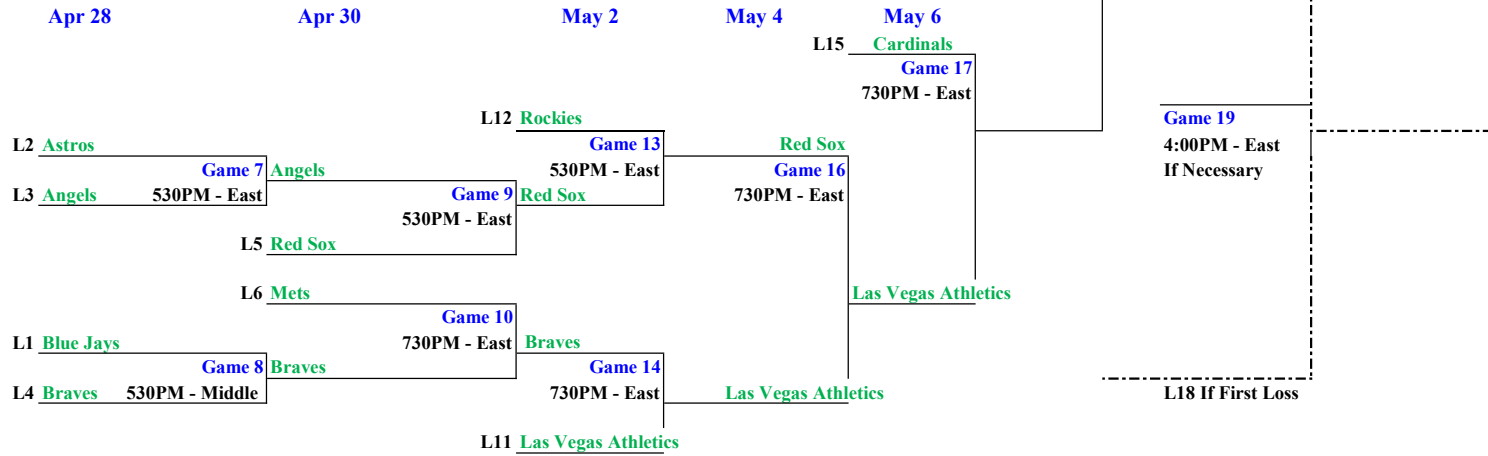 Apr 28 Apr 30 May 2 May 4 May 6
L15 Cardinals
Game 17
730PM - East
L12 Rockies
Game 19
L2 Astros
Game 13
Red Sox
4:00PM - East
Game 7
Angels
530PM - East
Game 16
If Necessary
L3 Angels
530PM - East
Game 9
Red Sox
730PM - East
530PM - East
L5 Red Sox
L6 Mets
Las Vegas Athletics
Game 10
L1 Blue Jays
730PM - East
Braves
Game 8
Braves
Game 14
L4 Braves
530PM - Middle
730PM - East
Las Vegas Athletics
L18 If First Loss
L11 Las Vegas Athletics